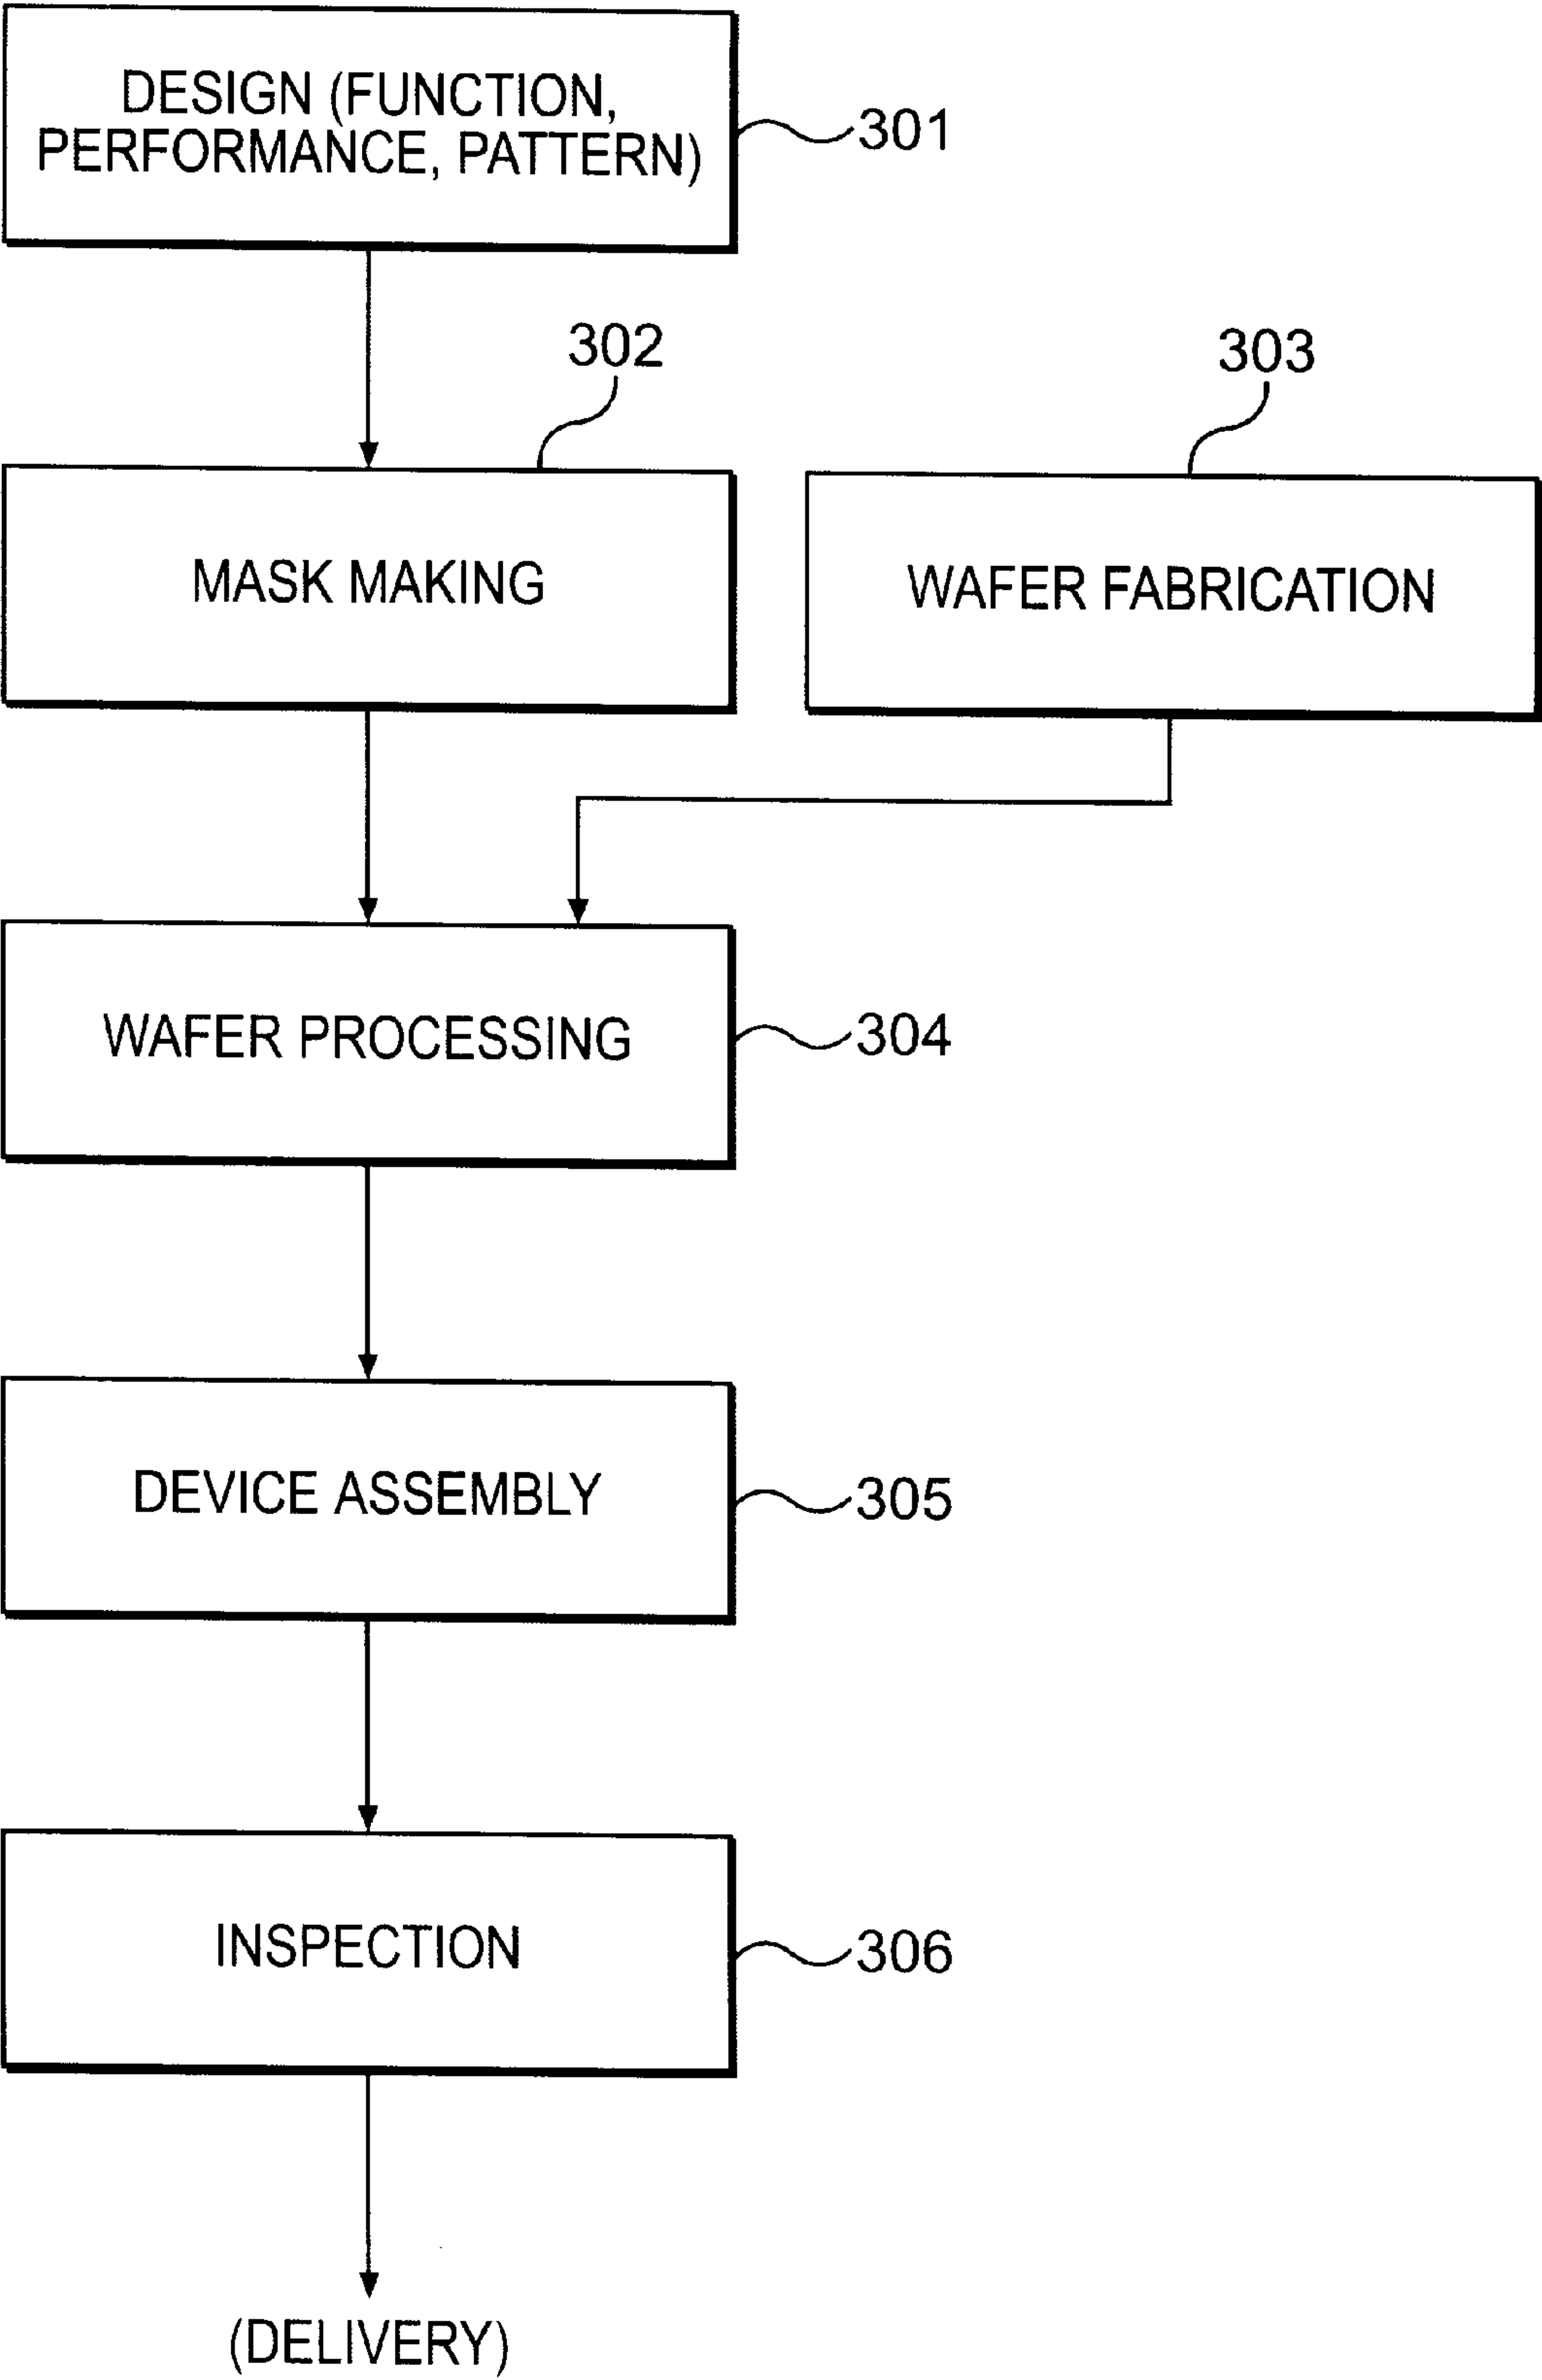 DESIGN (FUNCTION,
PERFORMANCE, PATTERN)
301
302
303
MASK MAKING
WAFER FABRICATION
WAFER PROCESSING
304
DEVICE ASSEMBLY
305
INSPECTION
306
(DELIVERY)